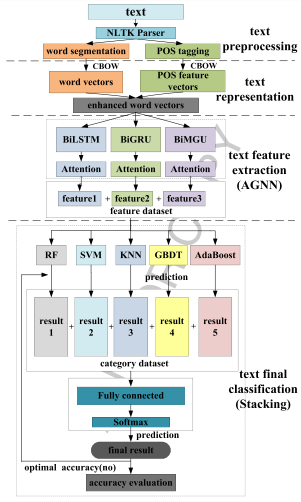 text
NLTK Parser
text
preprocessing
word segmentation
POS tagging
CBOW
CBOW
word vectors
POS feature
vectors
text
representation
enhanced word vectors
BiLSTM
BiGRU
BiMGU
Attention
Attention
Attention
text feature
extraction
(AGNN)
feature1 + feature2 + feature3
feature dataset
RF
SVM
KNN
GBDT
AdaBoost
prediction
result
1
+
result
2
+
result
3
+
result
4
+
result
5
category dataset
text final
classification
(Stacking)
Fully connected
Softmax
prediction
final result
optimal accuracy(no)
accuracy evaluation